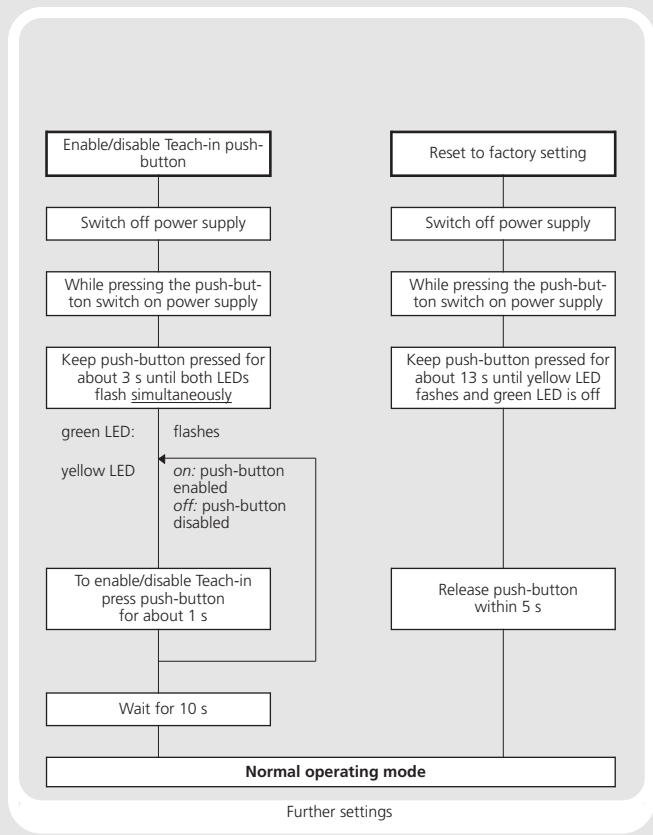 Enable/disable Teach-in push-
button
Switch off power supply
While pressing the push-but-
ton switch on power supply
Keep push-button pressed for
about 3 s until both LEDs
flash simultaneously
green LED: flashes
yellow LED on: push-button
enabled
off: push-button
disabled
To enable/disable Teach-in
press push-button
for about 1 s
Wait for 10 s
Reset to factory setting
Switch off power supply
While pressing the push-but-
ton switch on power supply
Keep push-button pressed for
about 13 s until yellow LED
fashes and green LED is off
Release push-button
within 5 s
Normal operating mode
Further settings